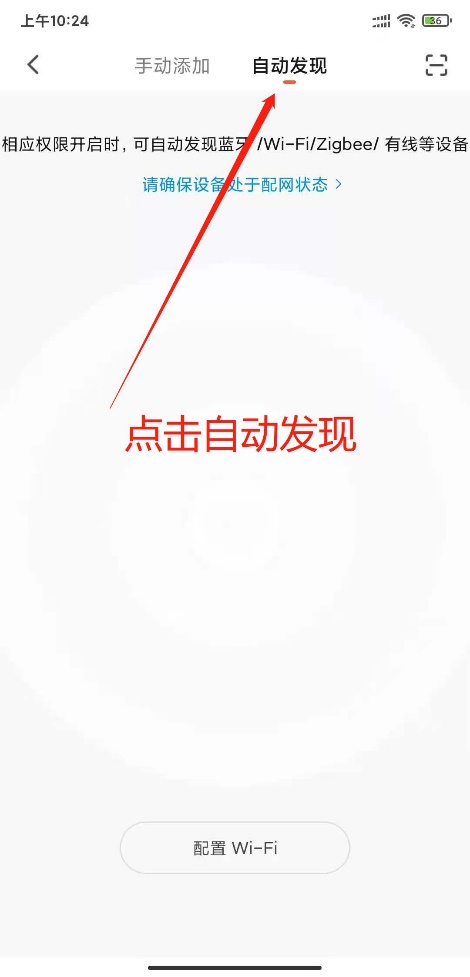 上午10:24
36
手动添加 自动发现
相应权限开启时，可自动发现蓝牙 /Wi-Fi/Zigbee/ 有线等设备
请确保设备处于配网状态 >
点击自动发现
配置 Wi-Fi